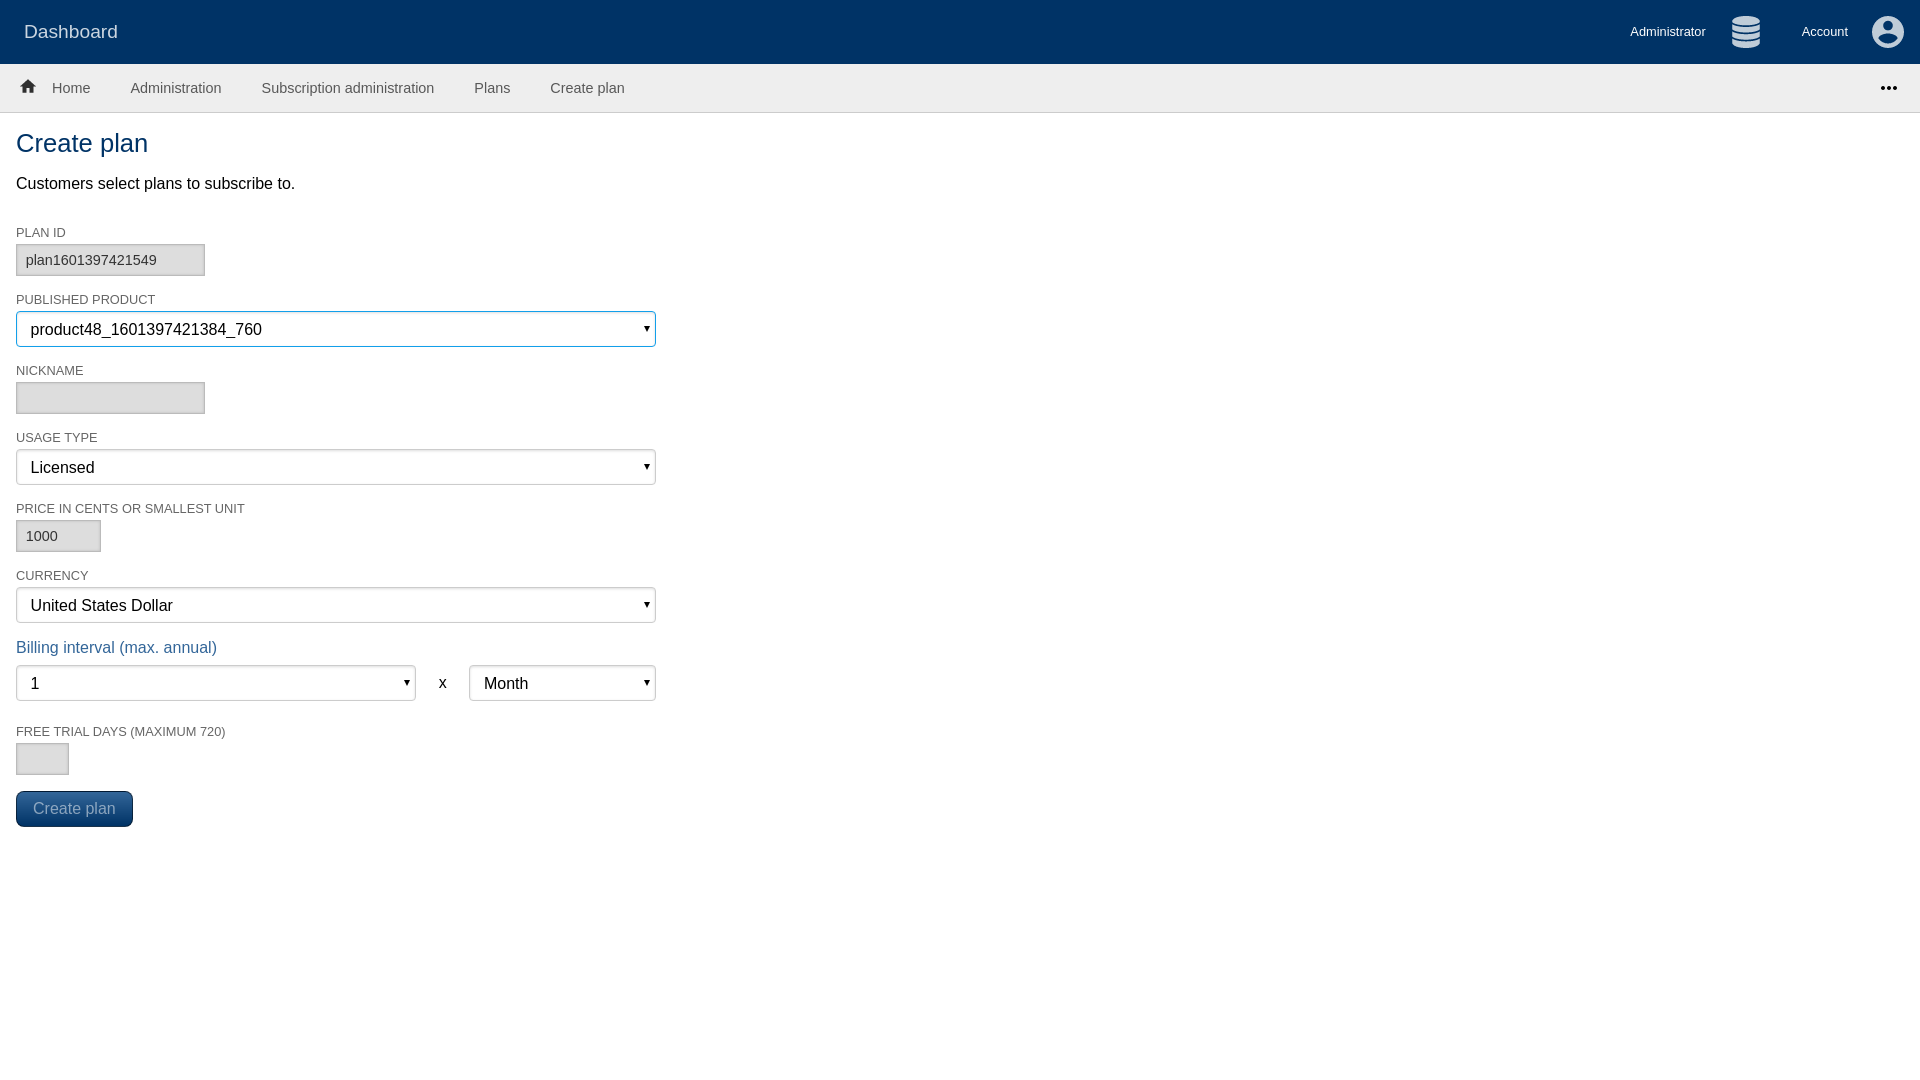 Dashboard
Administrator
Account
Home
Administration
Subscription administration
Plans
Create plan
Create plan
Customers select plans to subscribe to.
PLAN ID
plan1601397421549
PUBLISHED PRODUCT
product48_1601397421384_760
NICKNAME
USAGE TYPE
Licensed
PRICE IN CENTS OR SMALLEST UNIT
1000
CURRENCY
United States Dollar
Billing interval (max. annual)
1 x Month
FREE TRIAL DAYS (MAXIMUM 720)
Create plan